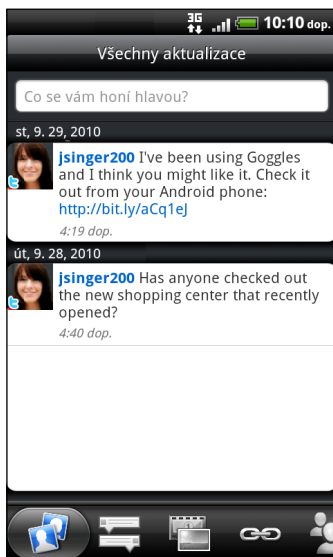 3G 10:10 dop.
Všechny aktualizace
Co se vám honí hlavou?
st, 9. 29, 2010
jsinger200 I've been using Goggles
and I think you might like it. Check it
out from your Android phone:
http://bit.ly/aCq1eJ
4:19 dop.
út, 9. 28, 2010
jsinger200 Has anyone checked out
the new shopping center that recently
opened?
4:40 dop.